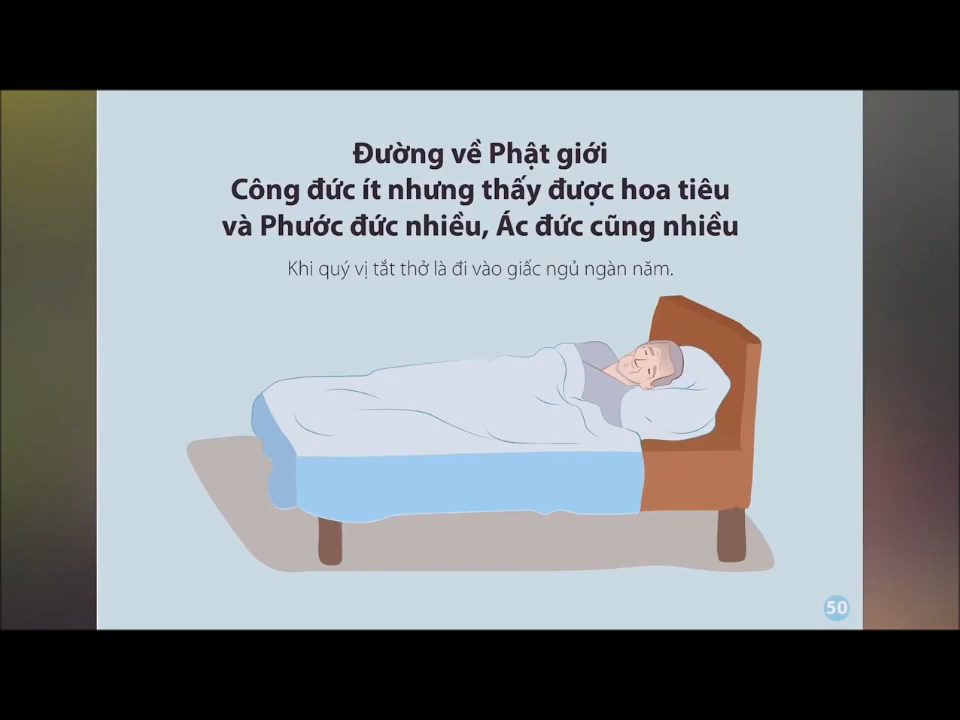 Đường về Phật giới
Công đức ít nhưng thấy được hoa tiêu
và Phước đức nhiều, Ác đức cũng nhiều
Khi quý vị tắt thở là đi vào giấc ngủ ngàn năm.
50